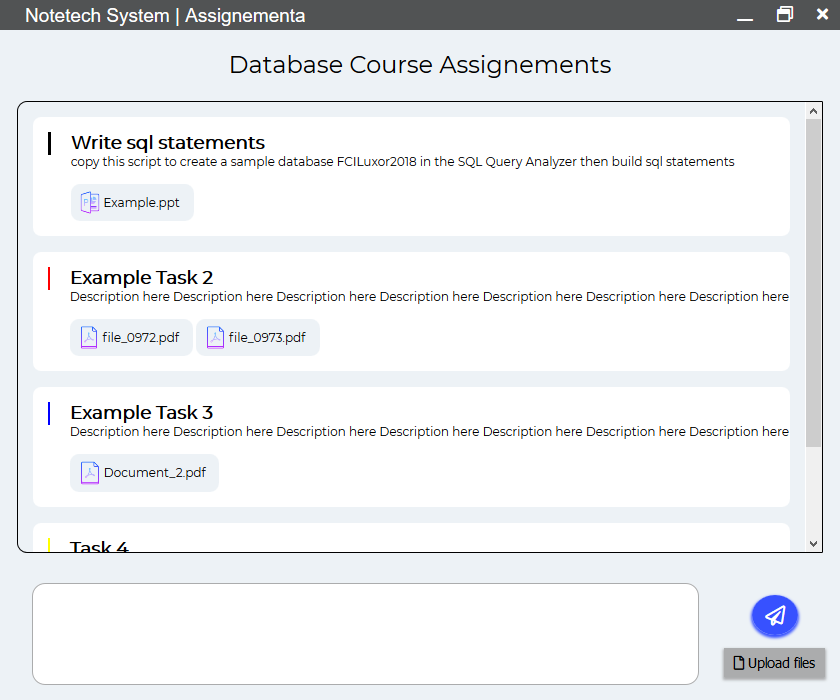 Notetech System | Assignementa
Database Course Assignements
Write sql statements
copy this script to create a sample database FCILuxor2018 in the SQL Query Analyzer then build sql statements
Example.ppt
Example Task 2
Description here Description here Description here Description here Description here Description here Description here
file_0972.pdf file_0973.pdf
Example Task 3
Description here Description here Description here Description here Description here Description here Description here
Document_2.pdf
Task 4
Upload files